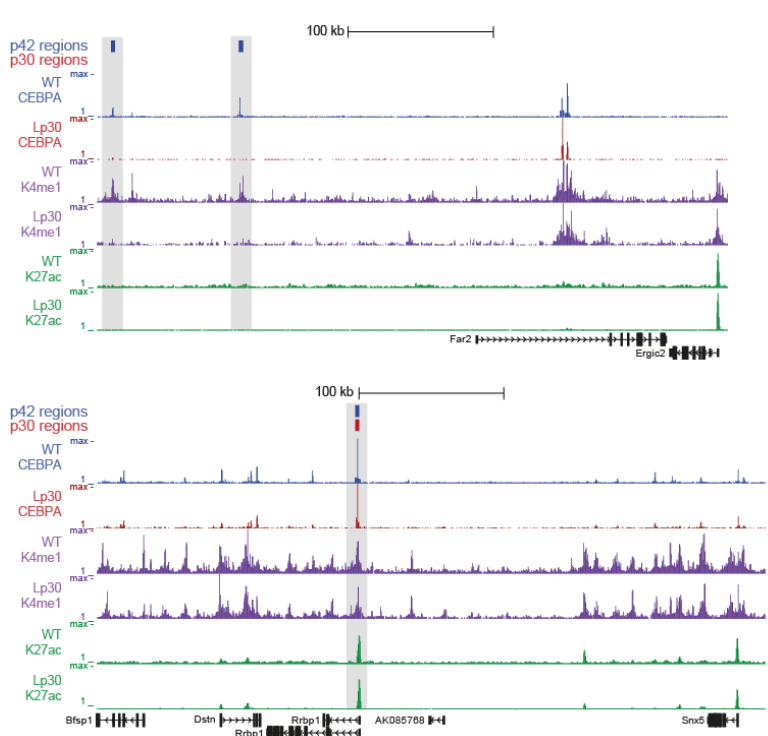 100 kb
p42 regions
p30 regions
max -
WT
CEBPA
1 _
max -
Lp30
CEBPA
1 _
max -
WT
K4me1
1 _
max -
Lp30
K4me1
1 _
max -
WT
K27ac
1 _
max -
Lp30
K27ac
1 _
Far2
Ergic2
100 kb
p42 regions
p30 regions
max -
WT
CEBPA
1 _
max -
Lp30
CEBPA
1 _
max -
WT
K4me1
1 _
max -
Lp30
K4me1
1 _
max -
WT
K27ac
1 _
max -
Lp30
K27ac
1 _
Bfsp1 Dstn Rrbp1 AK085768 Snx5
Rrbp1